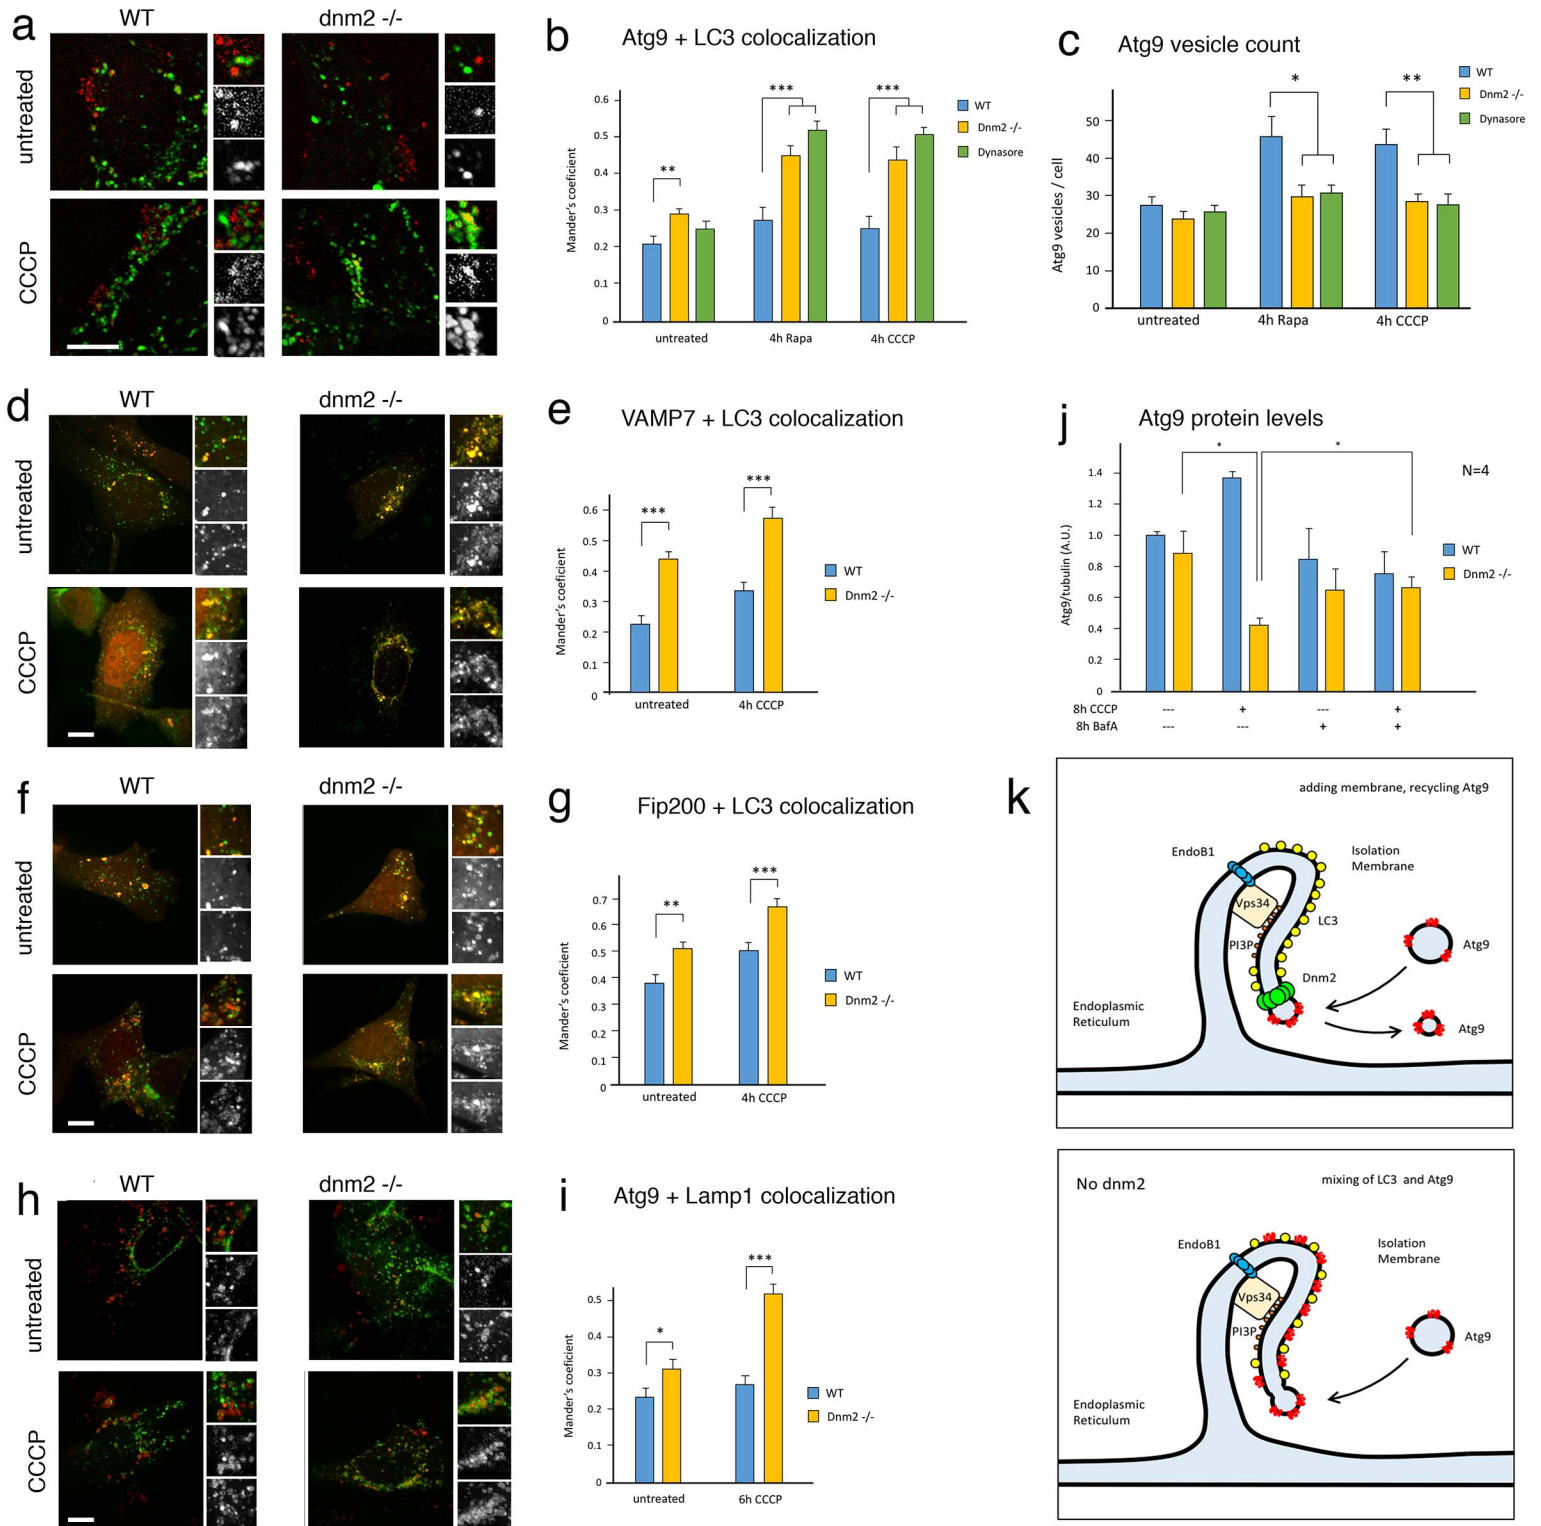 a
WT
dnm2 -/-
untreated
CCCP
b
Atg9 + LC3 colocalization
Mander's coeficient
0.6
0.5
0.4
0.3
0.2
0.1
0
**
***
***
untreated
4h Rapa
4h CCCP
WT
Dnm2 -/-
Dynasore
c
Atg9 vesicle count
Atg9 vesicles / cell
50
40
30
20
10
0
*
**
untreated
4h Rapa
4h CCCP
WT
Dnm2 -/-
Dynasore
d
WT
dnm2 -/-
untreated
CCCP
e
VAMP7 + LC3 colocalization
Mander's coeficient
0.6
0.5
0.4
0.3
0.2
0.1
0
***
***
untreated
4h CCCP
WT
Dnm2 -/-
j
Atg9 protein levels
Atg9/tubulin (A.U.)
1.4
1.2
1.0
0.8
0.6
0.4
0.2
0
*
*
N=4
WT
Dnm2 -/-
8h CCCP --- + --- +
8h BafA --- --- + +
f
WT
dnm2 -/-
untreated
CCCP
g
Fip200 + LC3 colocalization
Mander's coeficient
0.7
0.6
0.5
0.4
0.3
0.2
0.1
0
**
***
untreated
4h CCCP
WT
Dnm2 -/-
k
adding membrane, recycling Atg9
EndoB1
Isolation
Membrane
Vps34
LC3
PI3P
Atg9
Dnm2
Endoplasmic
Reticulum
Atg9
No dnm2
mixing of LC3 and Atg9
EndoB1
Isolation
Membrane
Vps34
PI3P
Atg9
Endoplasmic
Reticulum
h
WT
dnm2 -/-
untreated
CCCP
i
Atg9 + Lamp1 colocalization
Mander's coeficient
0.5
0.4
0.3
0.2
0.1
0
*
***
untreated
6h CCCP
WT
Dnm2 -/-